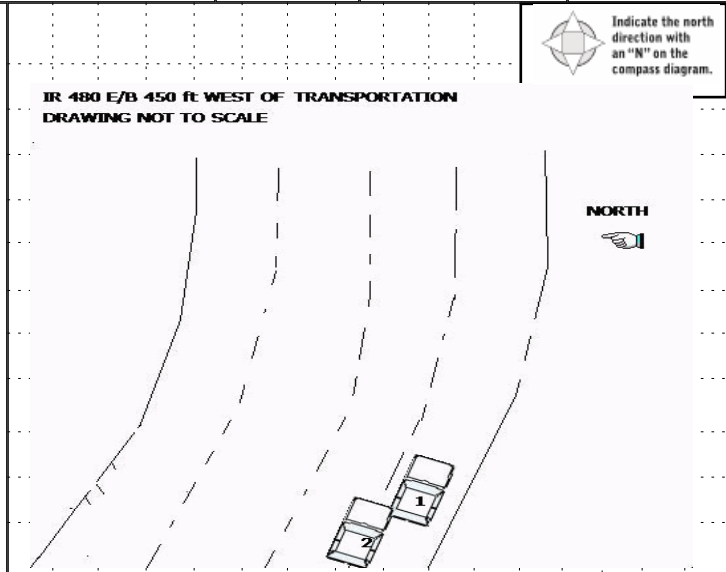 Indicate the north
direction with
an “N” on the
compass diagram.
IR 480 E/B 450 ft WEST OF TRANSPORTATION
DRAWING NOT TO SCALE
NORTH
1
2